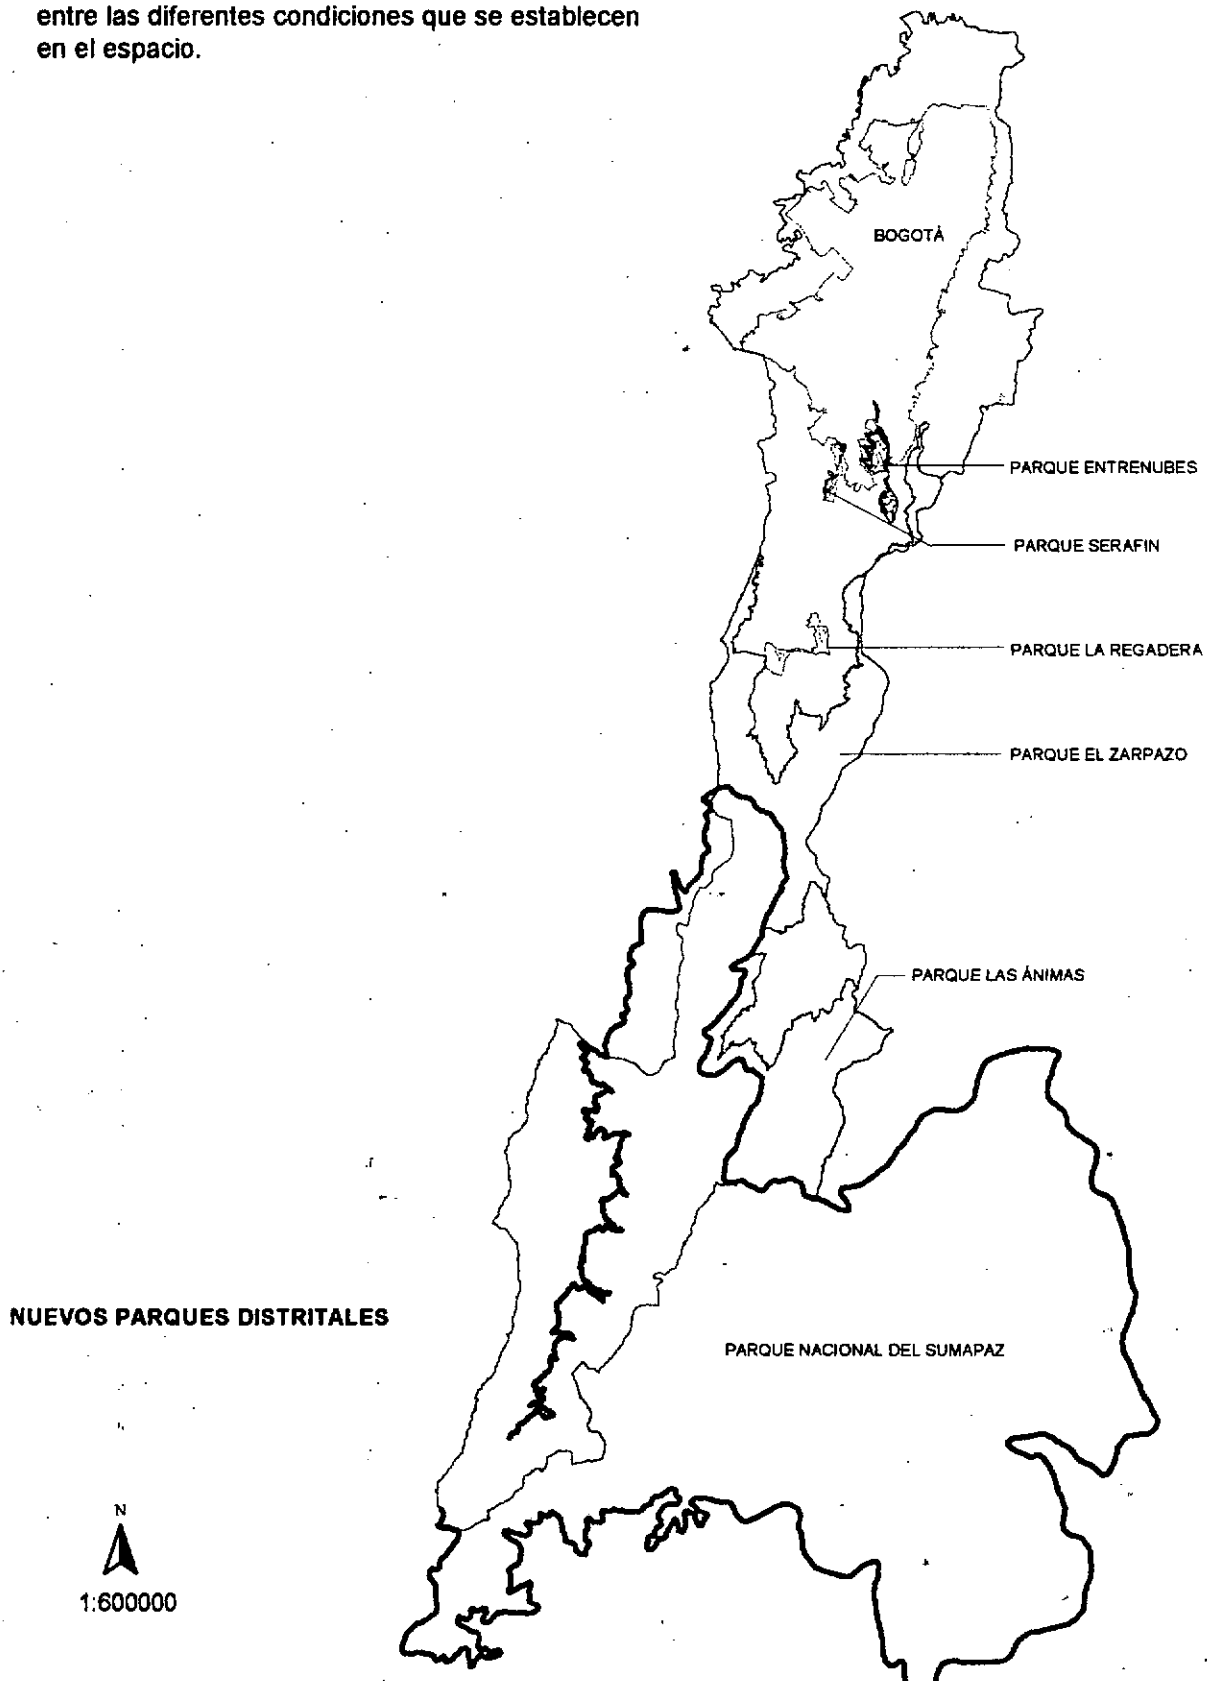 entre las diferentes condiciones que se establecen
en el espacio.
BOGOTÁ
PARQUE ENTRENUBES
PARQUE SERAFIN
PARQUE LA REGADERA
PARQUE EL ZARPAZO
PARQUE LAS ÁNIMAS
NUEVOS PARQUES DISTRITALES
PARQUE NACIONAL DEL SUMAPAZ
N
1:600000